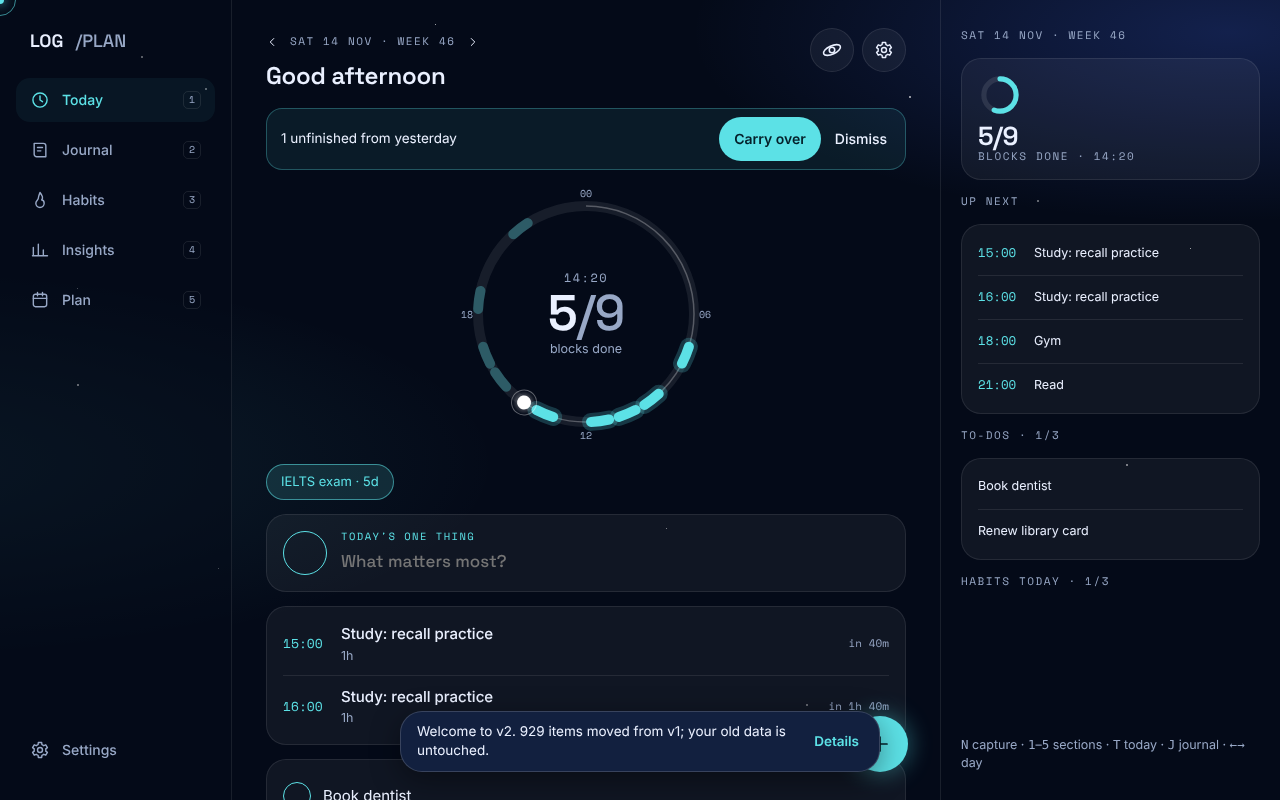 LOG /PLAN
Today 1
Journal 2
Habits 3
Insights 4
Plan 5
Settings
SAT 14 NOV · WEEK 46
Good afternoon
1 unfinished from yesterday
Carry over
Dismiss
00
06
12
18
14:20
5/9
blocks done
IELTS exam · 5d
TODAY'S ONE THING
What matters most?
15:00 Study: recall practice in 40m
1h
16:00 Study: recall practice in 1h 40m
1h
Book dentist
Welcome to v2. 929 items moved from v1; your old data is
untouched.
Details
SAT 14 NOV · WEEK 46
5/9
BLOCKS DONE · 14:20
UP NEXT
15:00 Study: recall practice
16:00 Study: recall practice
18:00 Gym
21:00 Read
TO-DOS · 1/3
Book dentist
Renew library card
HABITS TODAY · 1/3
N capture · 1–5 sections · T today · J journal · ←→
day